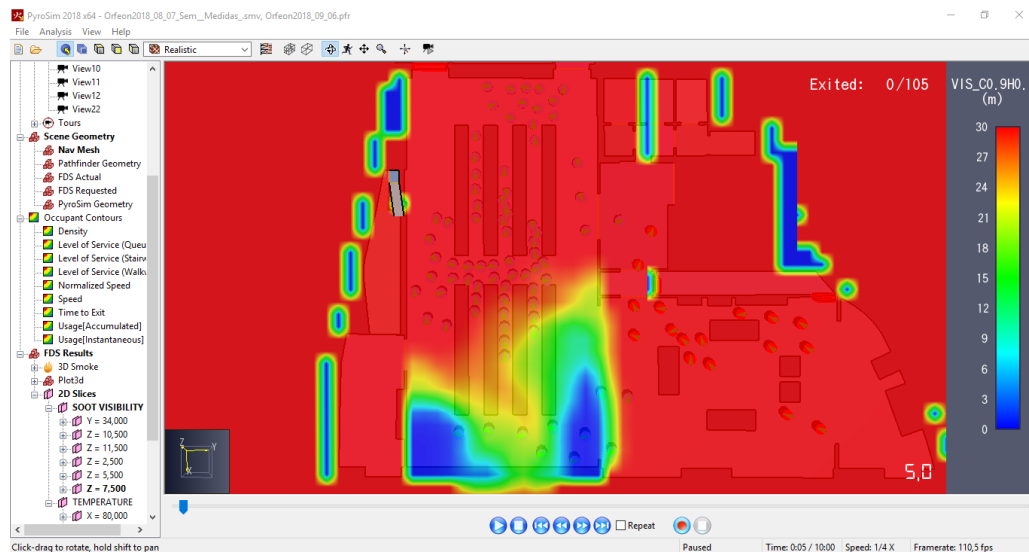 PyroSim 2018 x64 - Orfeon2018_08_07_Sem__Medidas_.smv, Orfeon2018_09_06.pfr
File Analysis View Help
Realistic
View10
View11
View12
View22
Tours
Scene Geometry
Nav Mesh
Pathfinder Geometry
FDS Actual
FDS Requested
PyroSim Geometry
Occupant Contours
Density
Level of Service (Queu
Level of Service (Stairw
Level of Service (Walkw
Normalized Speed
Speed
Time to Exit
Usage[Accumulated]
Usage[Instantaneous]
FDS Results
3D Smoke
Plot3d
2D Slices
SOOT VISIBILITY
Y = 34,000
Z = 10,500
Z = 11,500
Z = 2,500
Z = 5,500
Z = 7,500
TEMPERATURE
X = 80,000
Exited: 0/105
VIS_C0.9H0.
(m)
30
27
24
21
18
15
12
9
6
3
0
Z
Y
X
5,0
Repeat
Click-drag to rotate, hold shift to pan
Paused
Time: 0:05 / 10:00
Speed: 1/4 X
Framerate: 110,5 fps